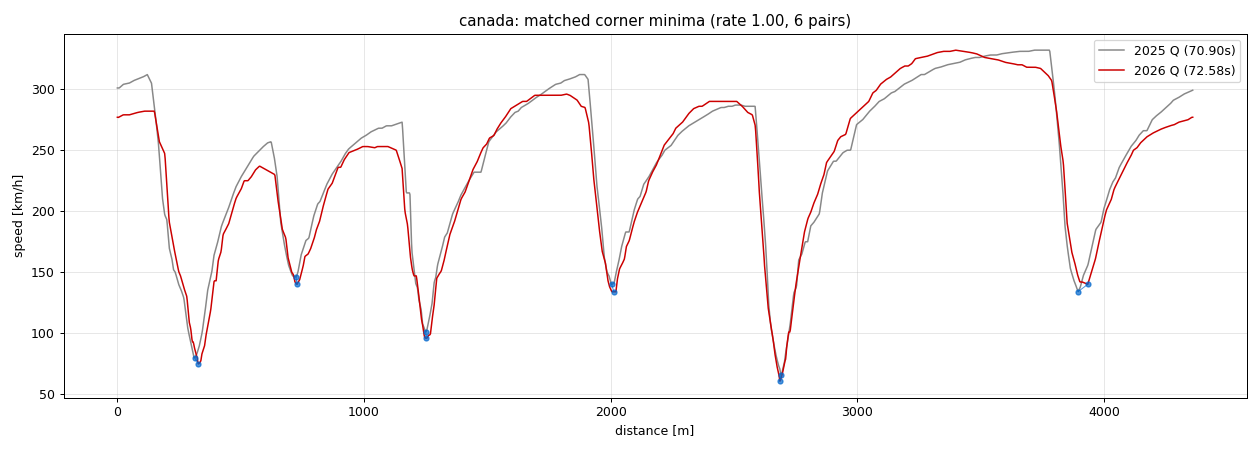 canada: matched corner minima (rate 1.00, 6 pairs)
2025 Q (70.90s)
2026 Q (72.58s)
speed [km/h]
300
250
200
150
100
50
0 1000 2000 3000 4000
distance [m]